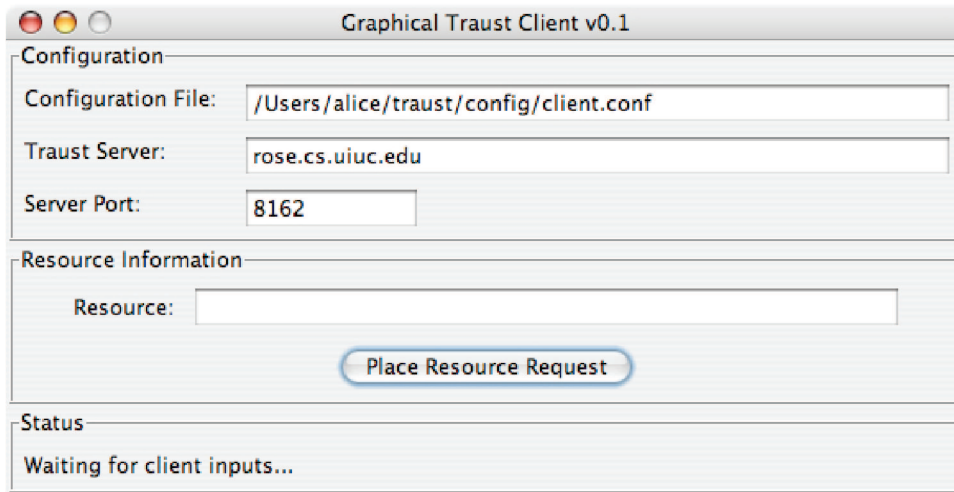 Graphical Traust Client v0.1
Configuration
Configuration File: /Users/alice/traust/config/client.conf
Traust Server: rose.cs.uiuc.edu
Server Port: 8162
Resource Information
Resource:
Place Resource Request
Status
Waiting for client inputs...